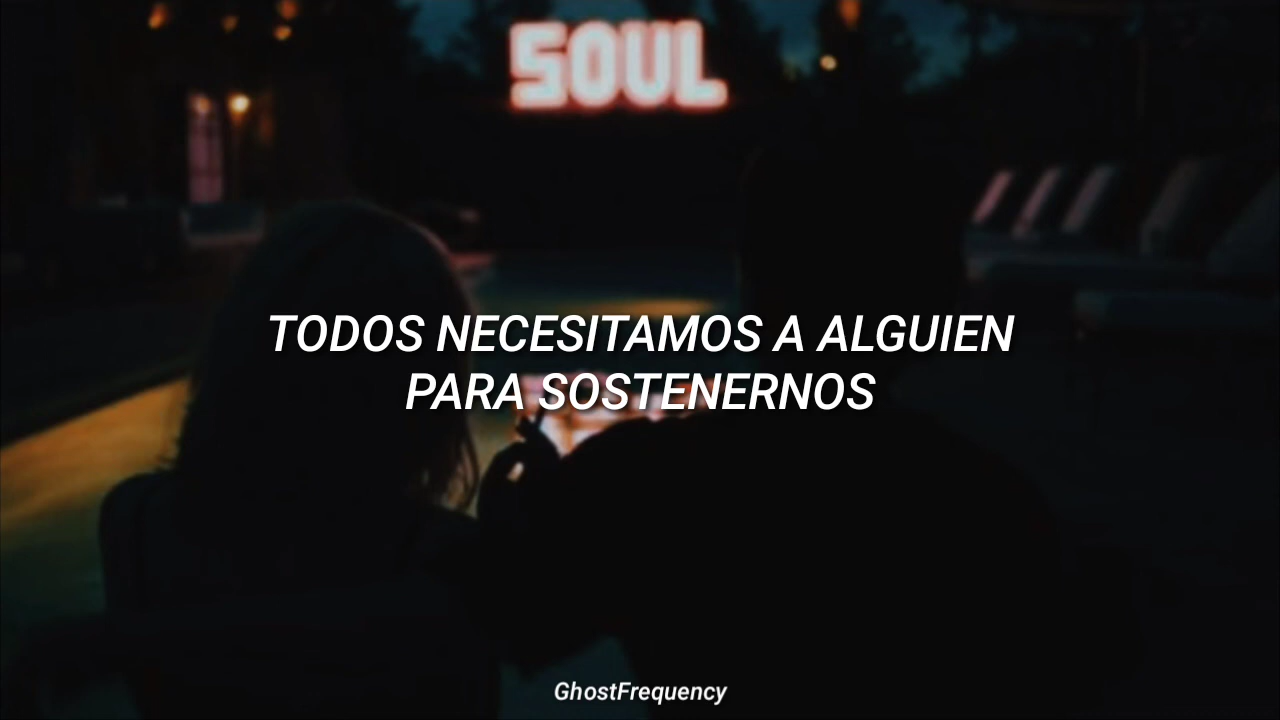 SOUL
TODOS NECESITAMOS A ALGUIEN
PARA SOSTENERNOS
GhostFrequency